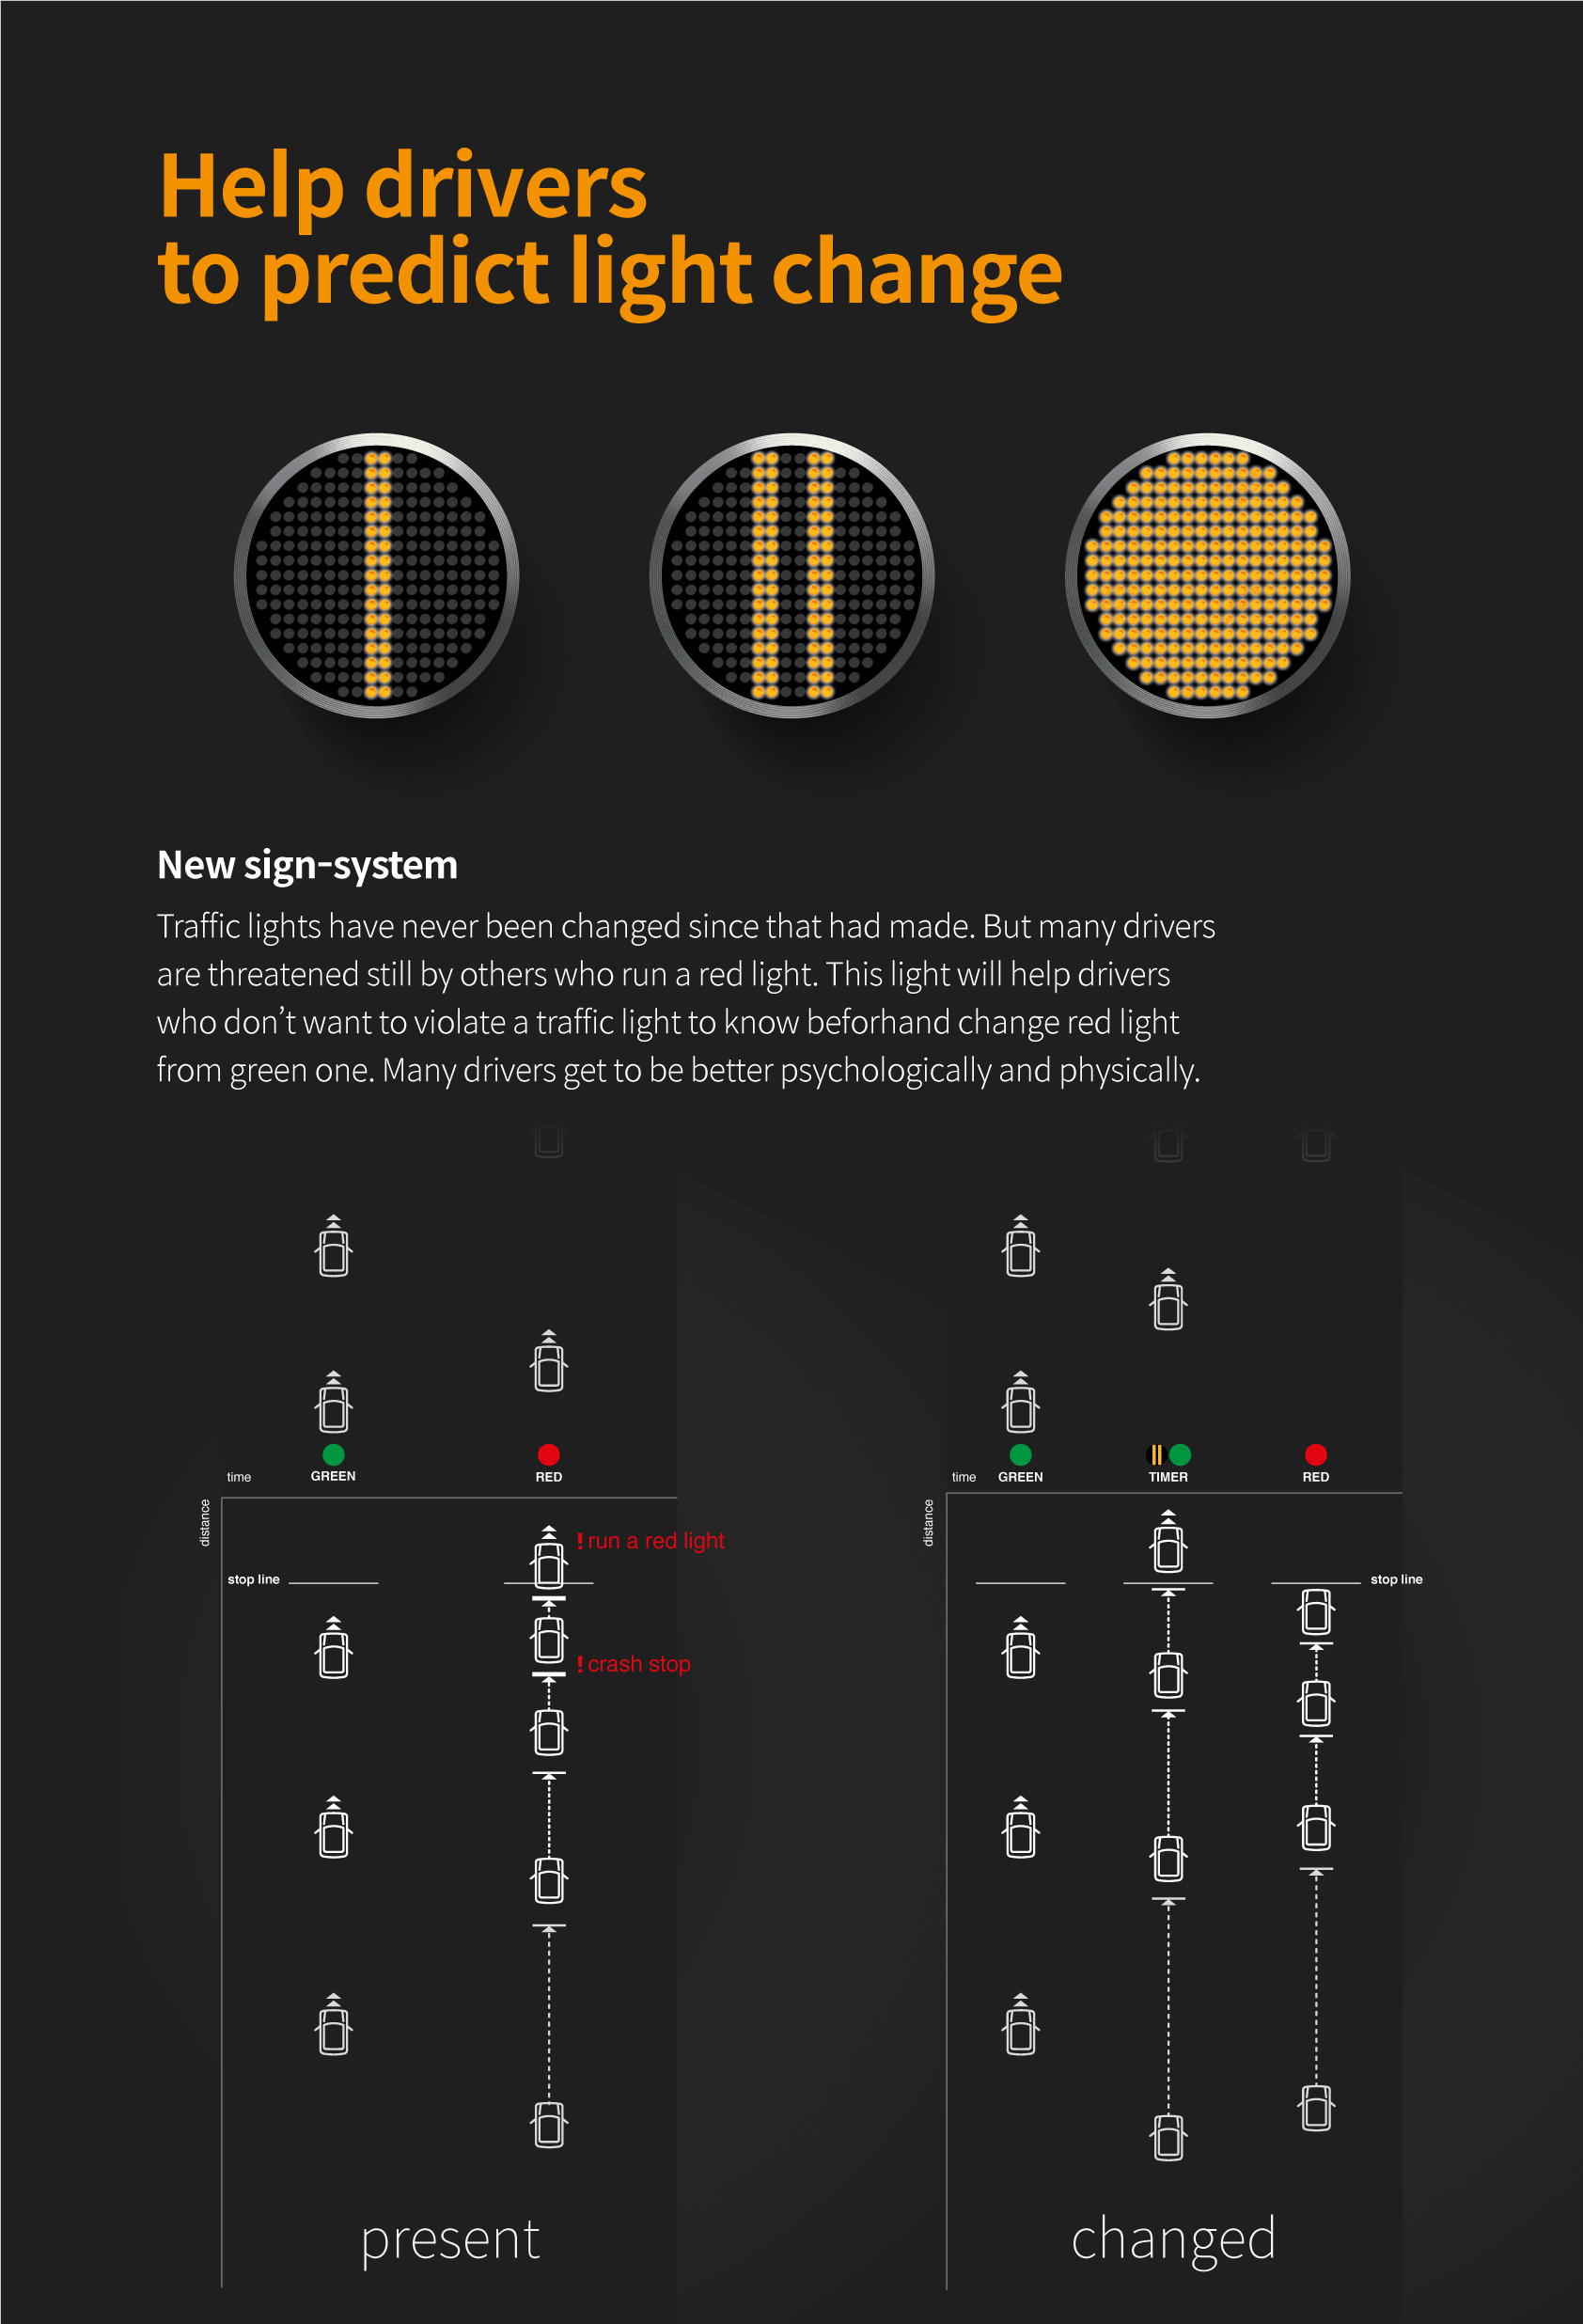 Help drivers
to predict light change
New sign-system
Traffic lights have never been changed since that had made. But many drivers
are threatened still by others who run a red light. This light will help drivers
who don’t want to violate a traffic light to know beforhand change red light
from green one. Many drivers get to be better psychologically and physically.
time
GREEN
RED
distance
! run a red light
stop line
! crash stop
present
time
GREEN
TIMER
RED
distance
stop line
changed